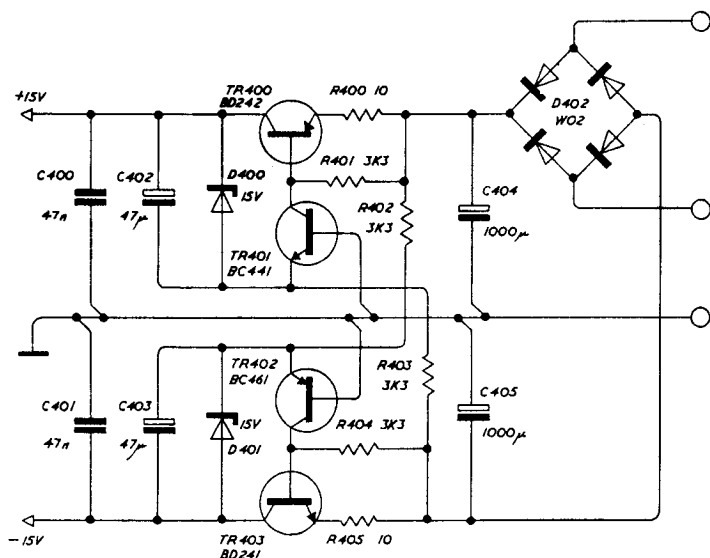 TR400
BD242
R400 10
D402
W02
+15V
C400
47n
C402
47µ
D400
15V
R401 3K3
R402
3K3
C404
1000µ
TR401
BC441
TR402
BC461
R403
3K3
C401
47n
C403
47µ
15V
D401
R404 3K3
C405
1000µ
-15V
TR403
BD241
R405 10